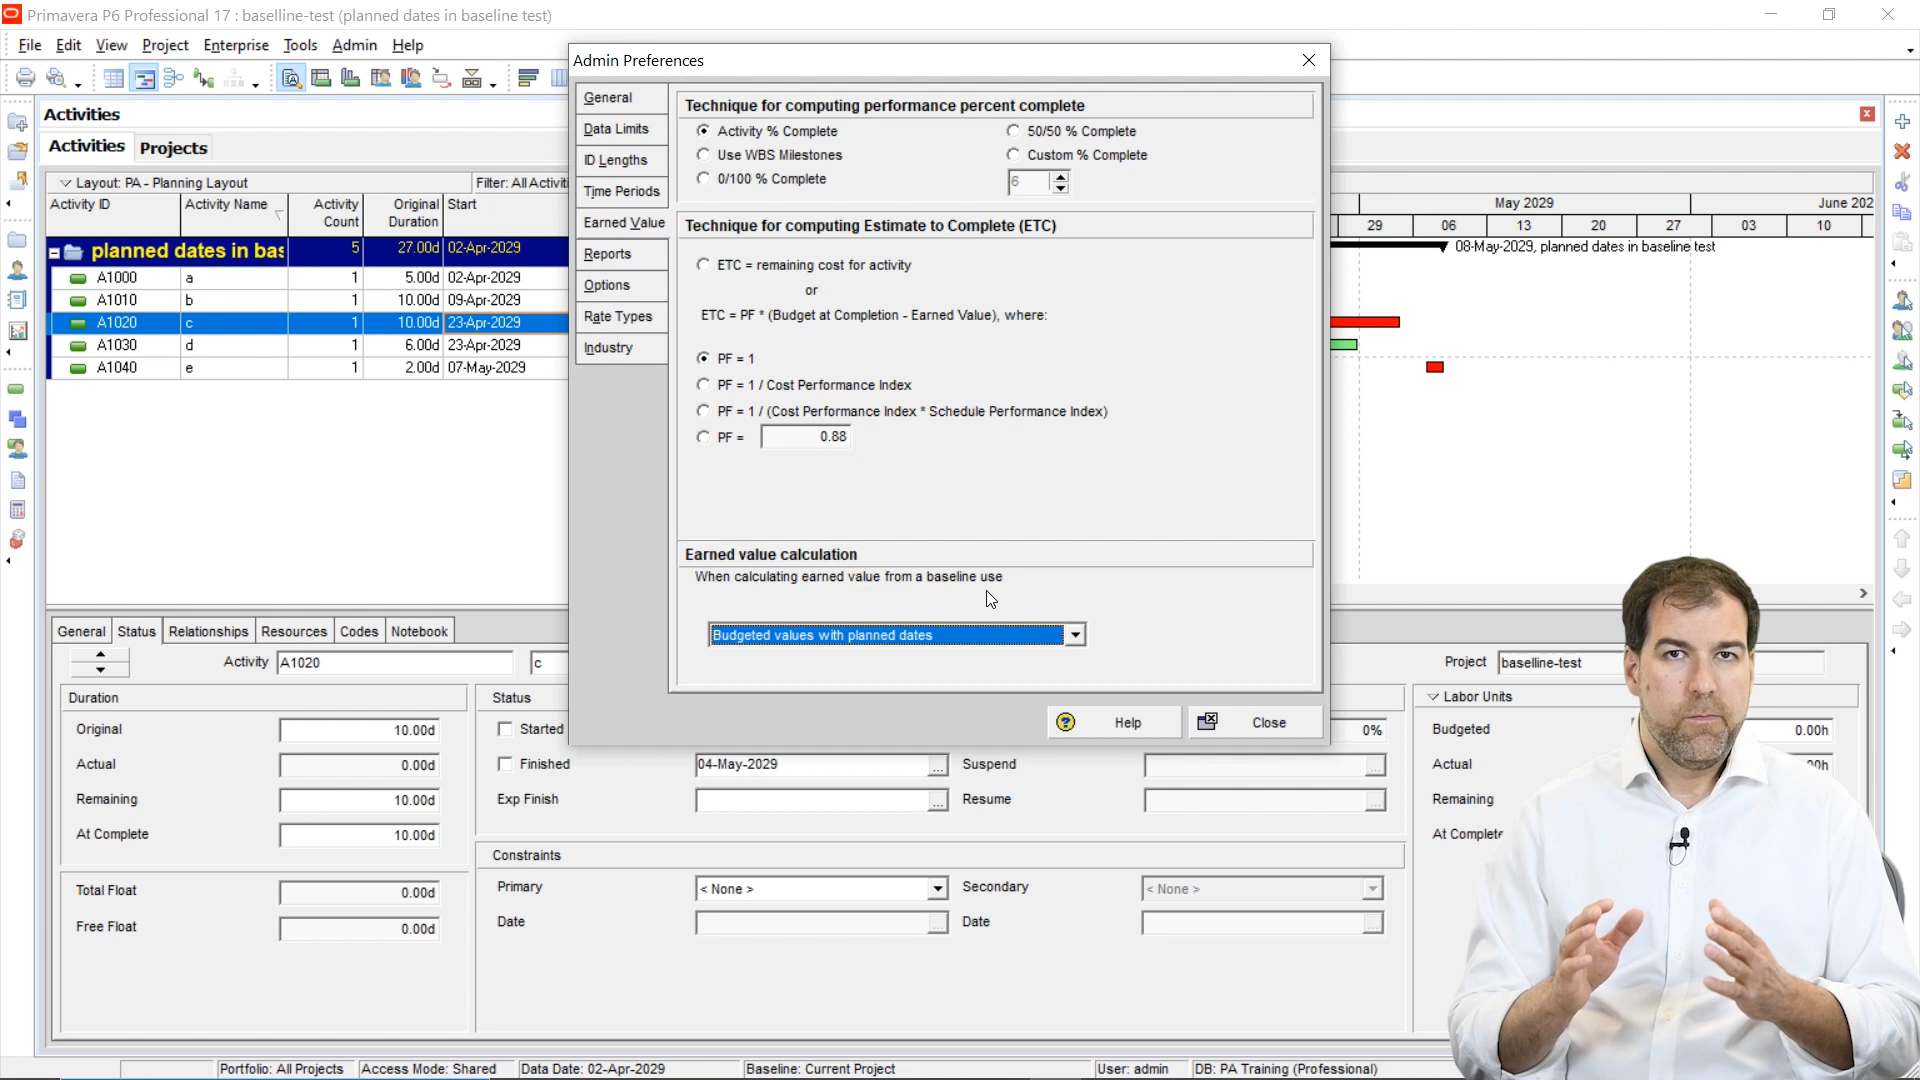 Primavera P6 Professional 17 : baselline-test (planned dates in baseline test)
File Edit View Project Enterprise Tools Admin Help
Activities
Activities Projects
Layout: PA - Planning Layout Filter: All Activiti
Activity ID Activity Name Activity Count Original Duration Start
planned dates in bas 5 27.00d 02-Apr-2029
A1000 a 1 5.00d 02-Apr-2029
A1010 b 1 10.00d 09-Apr-2029
A1020 c 1 10.00d 23-Apr-2029
A1030 d 1 6.00d 23-Apr-2029
A1040 e 1 2.00d 07-May-2029
Admin Preferences
General
Data Limits
ID Lengths
Time Periods
Earned Value
Reports
Options
Rate Types
Industry
Technique for computing performance percent complete
Activity % Complete 50/50 % Complete
Use WBS Milestones Custom % Complete
0/100 % Complete 6
Technique for computing Estimate to Complete (ETC)
ETC = remaining cost for activity
or
ETC = PF * (Budget at Completion - Earned Value), where:
PF = 1
PF = 1 / Cost Performance Index
PF = 1 / (Cost Performance Index * Schedule Performance Index)
PF = 0.88
Earned value calculation
When calculating earned value from a baseline use
Budgeted values with planned dates
Help Close
May 2029 June 202
29 06 13 20 27 03 10
08-May-2029, planned dates in baseline test
General Status Relationships Resources Codes Notebook
Activity A1020 c Project baselline-test
Duration Status Labor Units
Original 10.00d Started 0% Budgeted 0.00h
Actual 0.00d Finished 04-May-2029 Suspend Actual 00h
Remaining 10.00d Exp Finish Resume Remaining
At Complete 10.00d At Complete
Constraints
Total Float 0.00d Primary < None > Secondary < None >
Free Float 0.00d Date Date
Portfolio: All Projects Access Mode: Shared Data Date: 02-Apr-2029 Baseline: Current Project User: admin DB: PA Training (Professional)